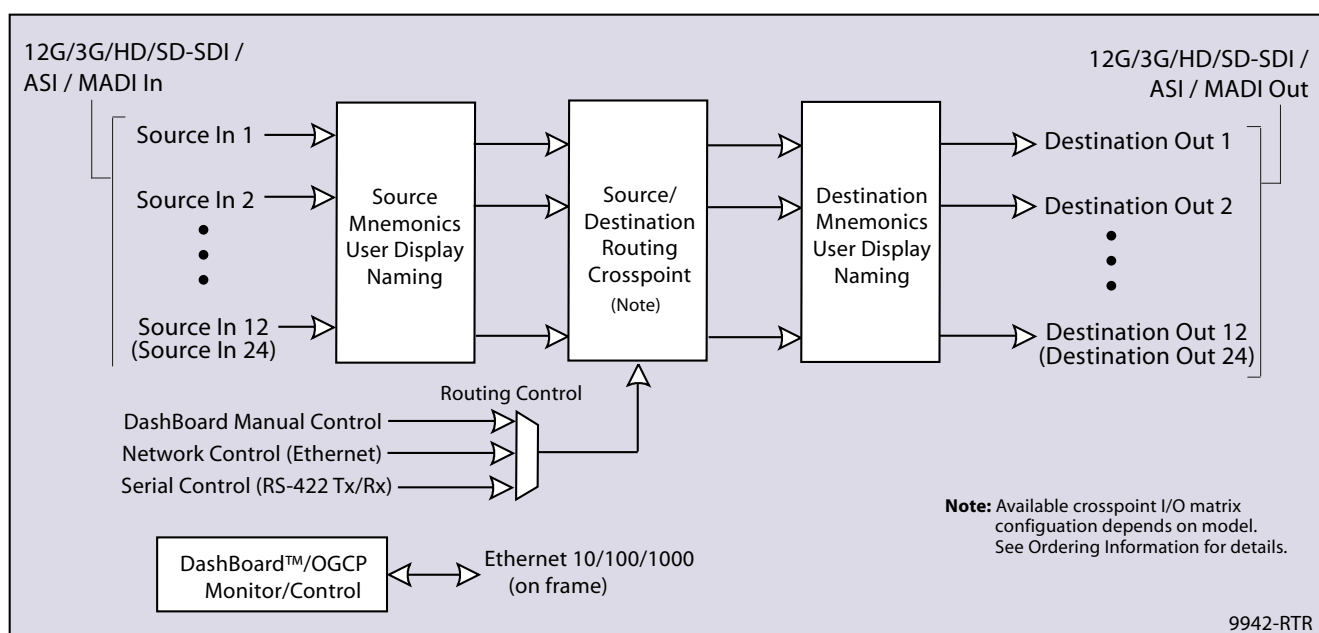 12G/3G/HD/SD-SDI /
ASI / MADI In
12G/3G/HD/SD-SDI /
ASI / MADI Out
Source In 1
Source In 2
Source In 12
(Source In 24)
Source
Mnemonics
User Display
Naming
Source/
Destination
Routing
Crosspoint
(Note)
Destination
Mnemonics
User Display
Naming
Destination Out 1
Destination Out 2
Destination Out 12
(Destination Out 24)
Routing Control
DashBoard Manual Control
Network Control (Ethernet)
Serial Control (RS-422 Tx/Rx)
Note: Available crosspoint I/O matrix
configuation depends on model.
See Ordering Information for details.
DashBoard™/OGCP
Monitor/Control
Ethernet 10/100/1000
(on frame)
9942-RTR